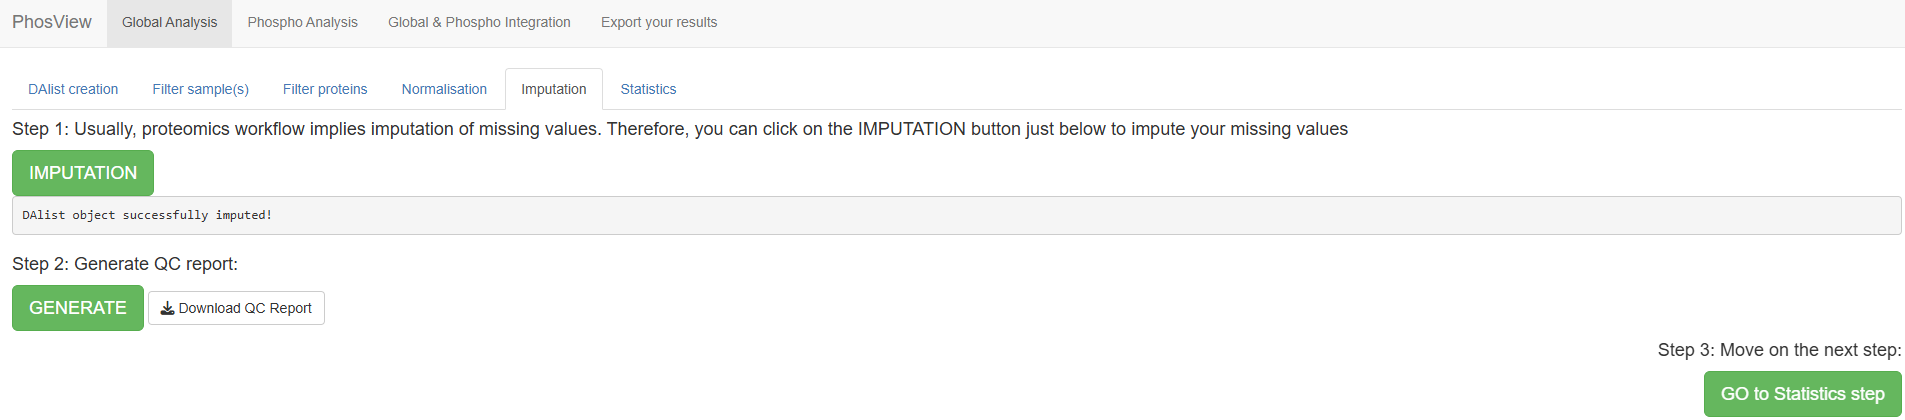 PhosView Global Analysis Phospho Analysis Global & Phospho Integration Export your results
DAlist creation Filter sample(s) Filter proteins Normalisation Imputation Statistics
Step 1: Usually, proteomics workflow implies imputation of missing values. Therefore, you can click on the IMPUTATION button just below to impute your missing values
IMPUTATION
DAlist object successfully imputed!
Step 2: Generate QC report:
GENERATE Download QC Report
Step 3: Move on the next step:
GO to Statistics step